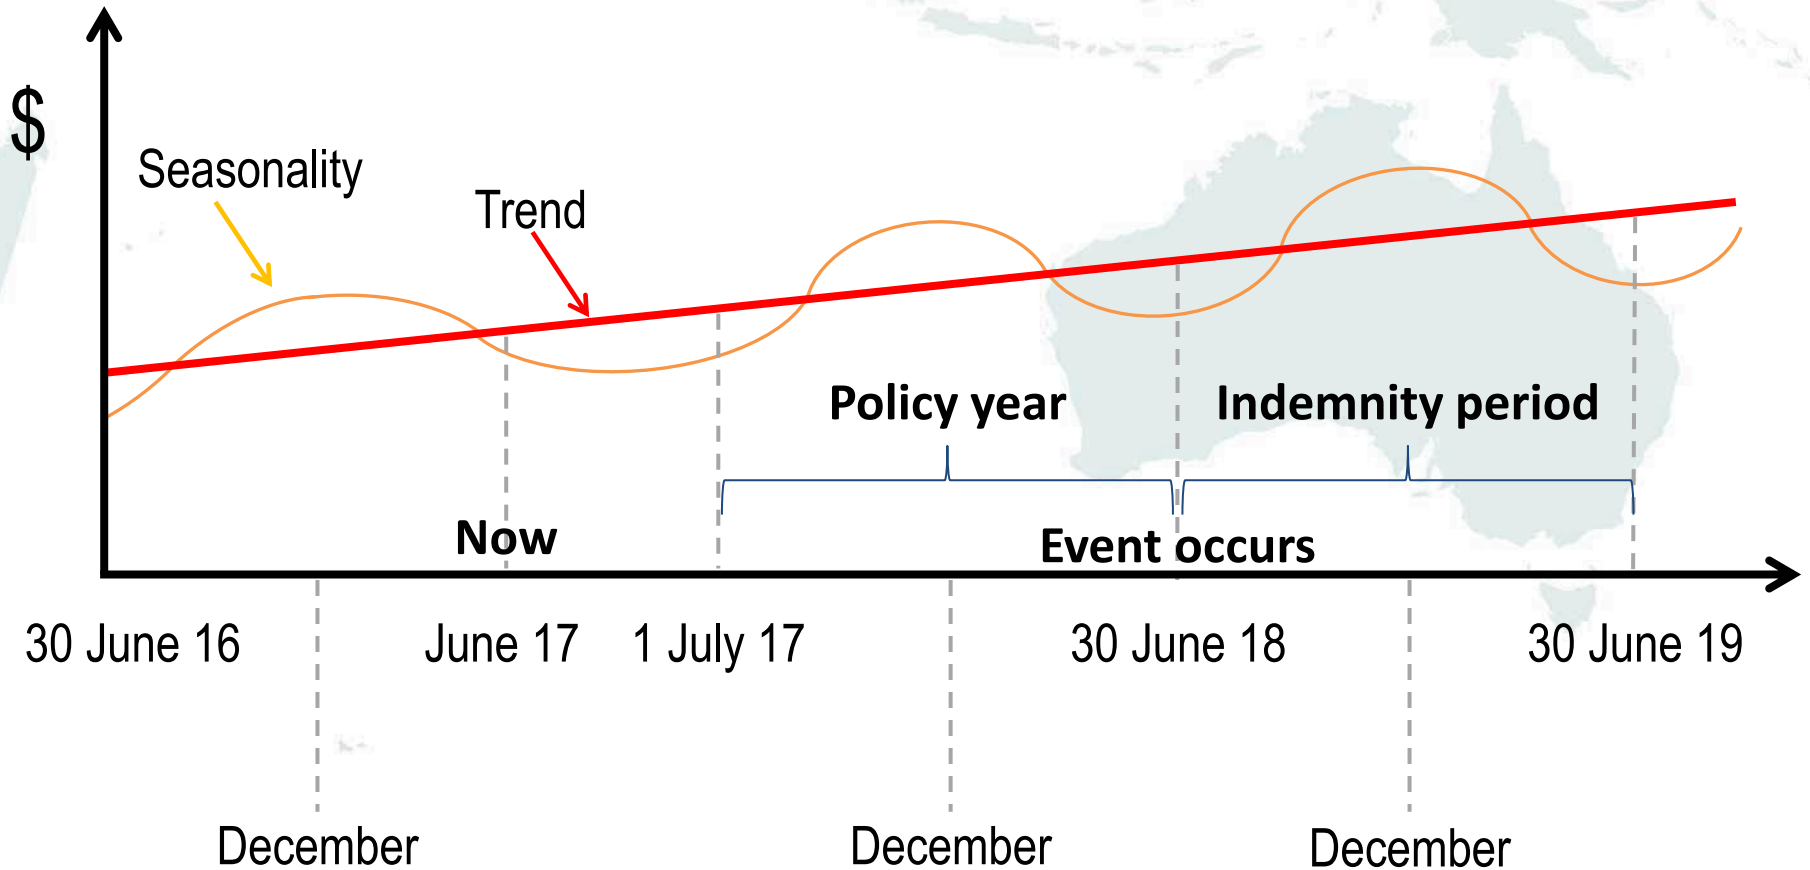 $
Seasonality
Trend
Policy year
Indemnity period
Now
Event occurs
30 June 16
June 17
1 July 17
30 June 18
30 June 19
December
December
December